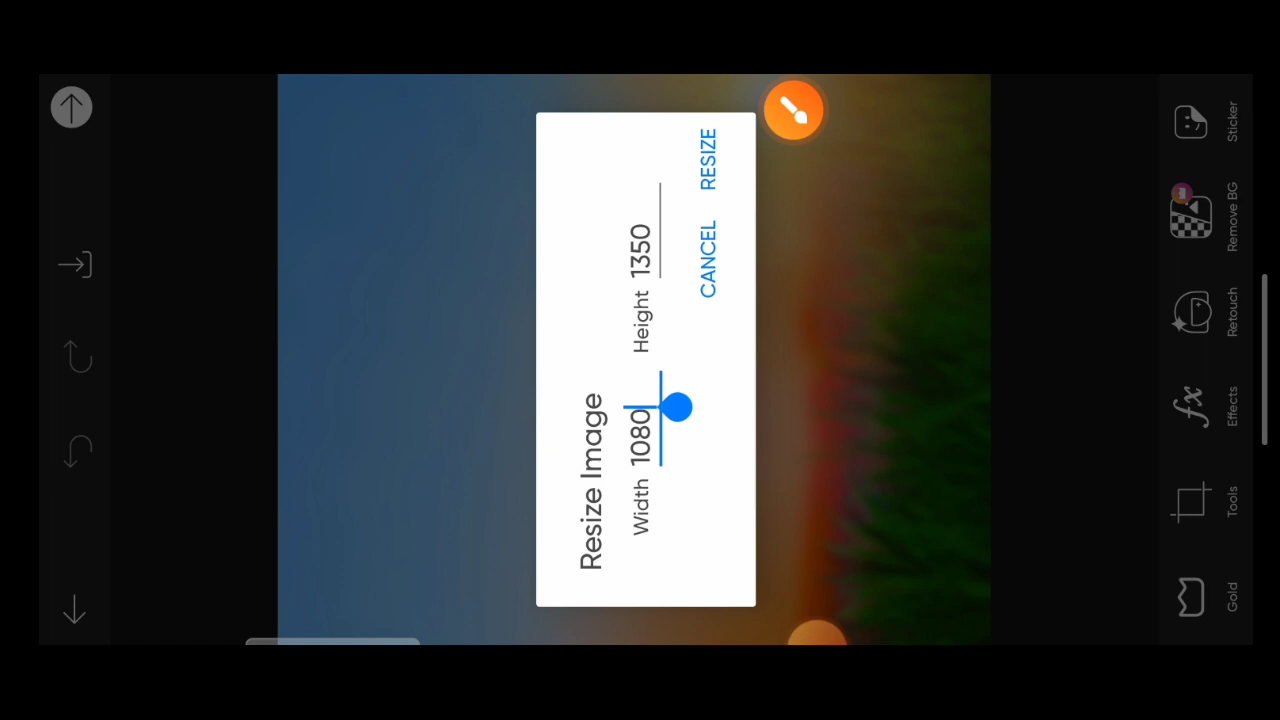 Resize Image
Width 1080 Height 1350
CANCEL RESIZE
Gold Tools Effects Retouch Remove BG Sticker